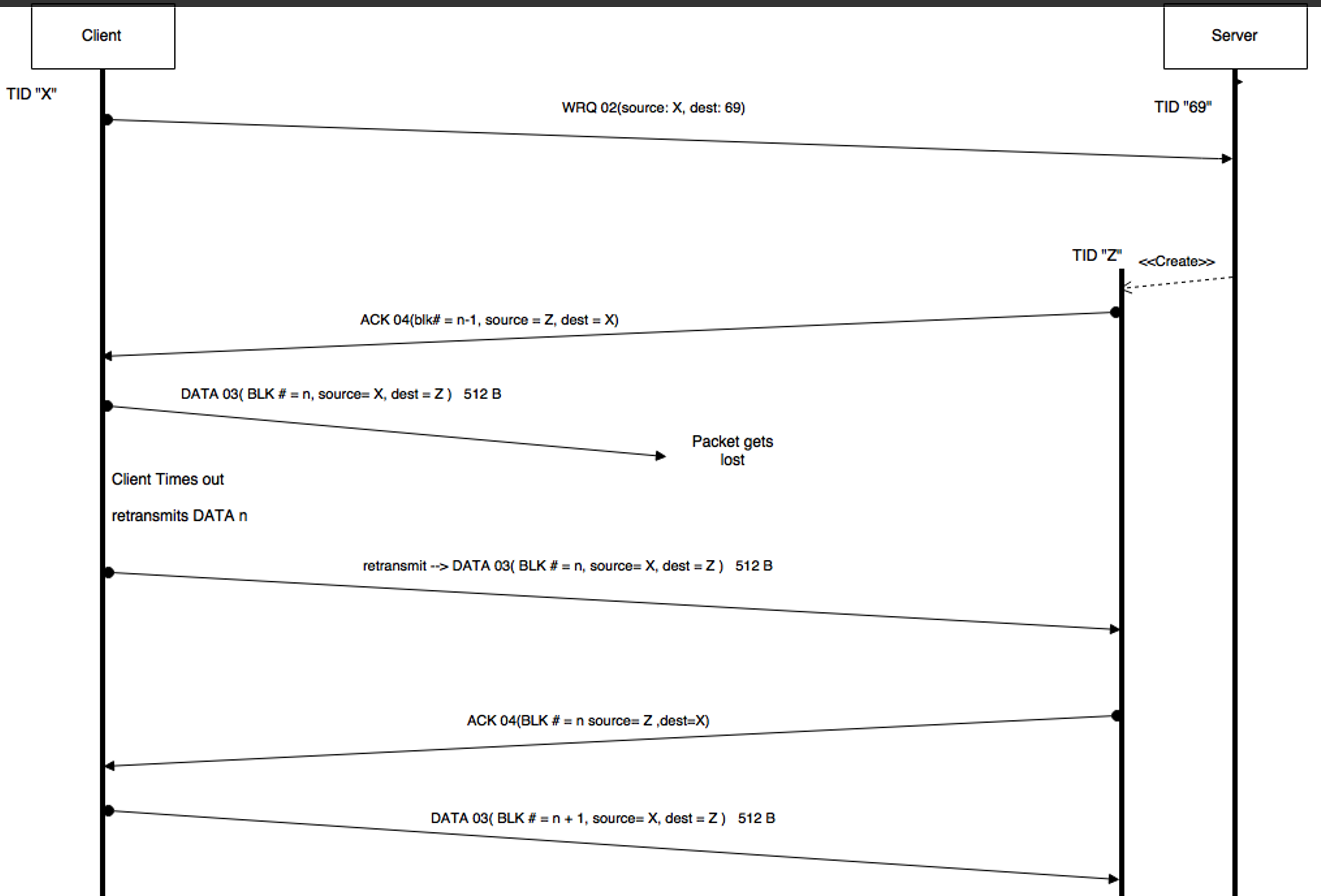 Client
Server
TID "X"
TID "69"
WRQ 02(source: X, dest: 69)
TID "Z"
<<Create>>
ACK 04(blk# = n-1, source = Z, dest = X)
DATA 03( BLK # = n, source= X, dest = Z )   512 B
Packet gets
lost
Client Times out
retransmits DATA n
retransmit --> DATA 03( BLK # = n, source= X, dest = Z )   512 B
ACK 04(BLK # = n source= Z ,dest=X)
DATA 03( BLK # = n + 1, source= X, dest = Z )   512 B